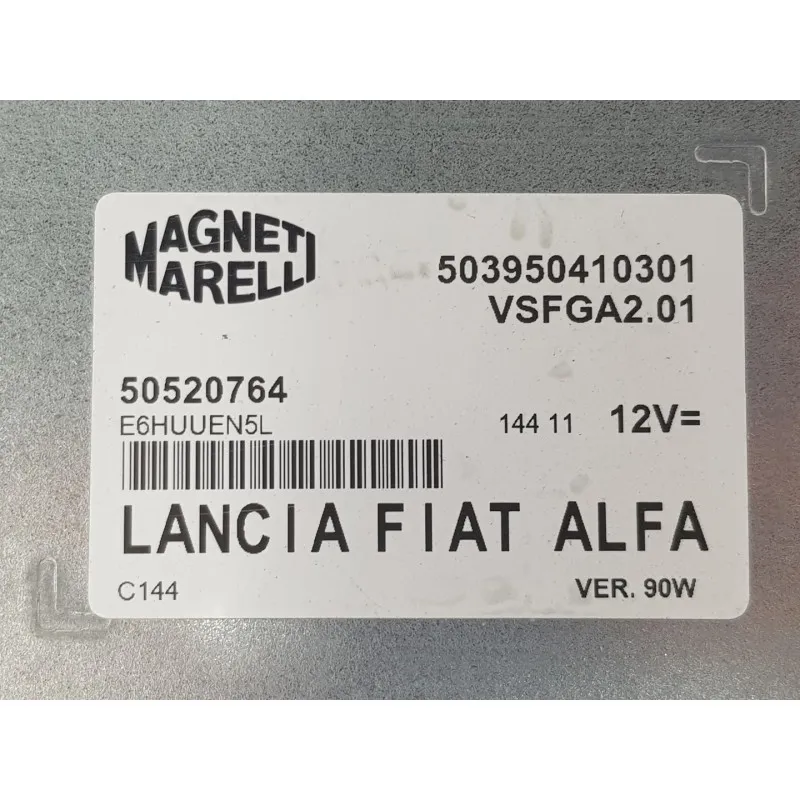 MAGNETI
MARELLI
503950410301
VSFGA2.01
50520764
E6HUUEN5L
144 11 12V=
LANCIA FIAT ALFA
C144 VER. 90W